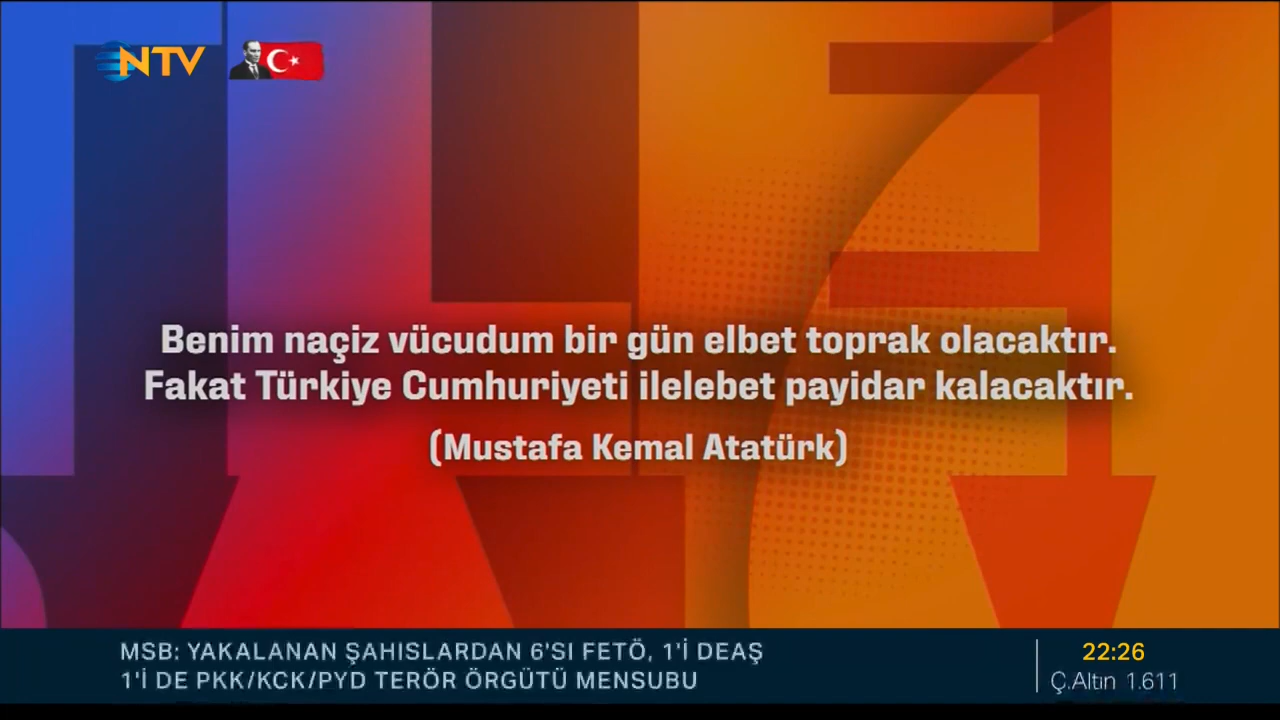 NTV
Benim naçiz vücudum bir gün elbet toprak olacaktır.
Fakat Türkiye Cumhuriyeti ilelebet payidar kalacaktır.
(Mustafa Kemal Atatürk)
MSB: YAKALANAN ŞAHISLARDAN 6'SI FETÖ, 1'İ DEAŞ
1'İ DE PKK/KCK/PYD TERÖR ÖRGÜTÜ MENSUBU
22:26
Ç.Altın 1.611